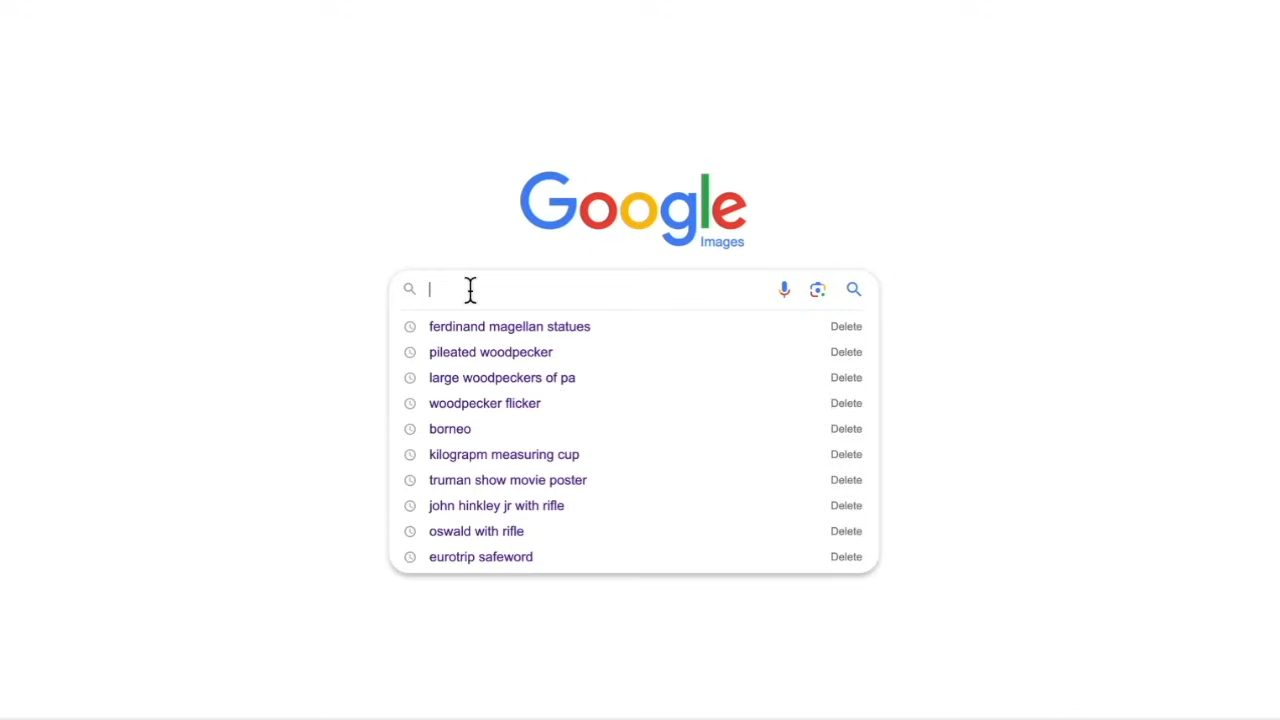 Google
Images
ferdinand magellan statues Delete
pileated woodpecker Delete
large woodpeckers of pa Delete
woodpecker flicker Delete
borneo Delete
kilograpm measuring cup Delete
truman show movie poster Delete
john hinkley jr with rifle Delete
oswald with rifle Delete
eurotrip safeword Delete